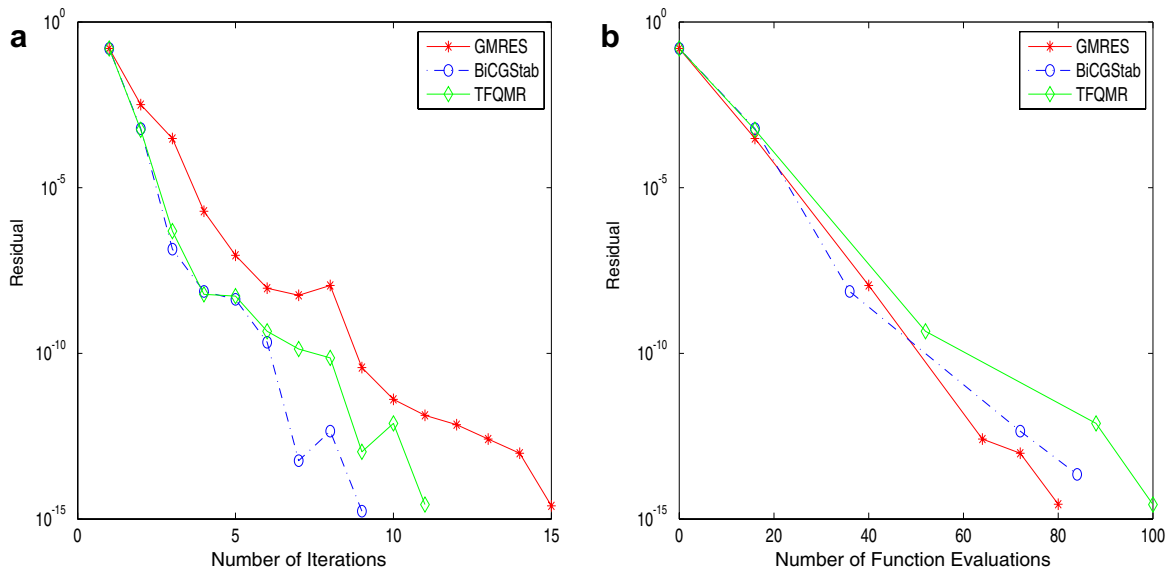 a
10^0
10^-5
10^-10
10^-15
Residual
0
5
10
15
Number of Iterations
GMRES
BiCGStab
TFQMR
b
10^0
10^-5
10^-10
10^-15
Residual
0
20
40
60
80
100
Number of Function Evaluations
GMRES
BiCGStab
TFQMR